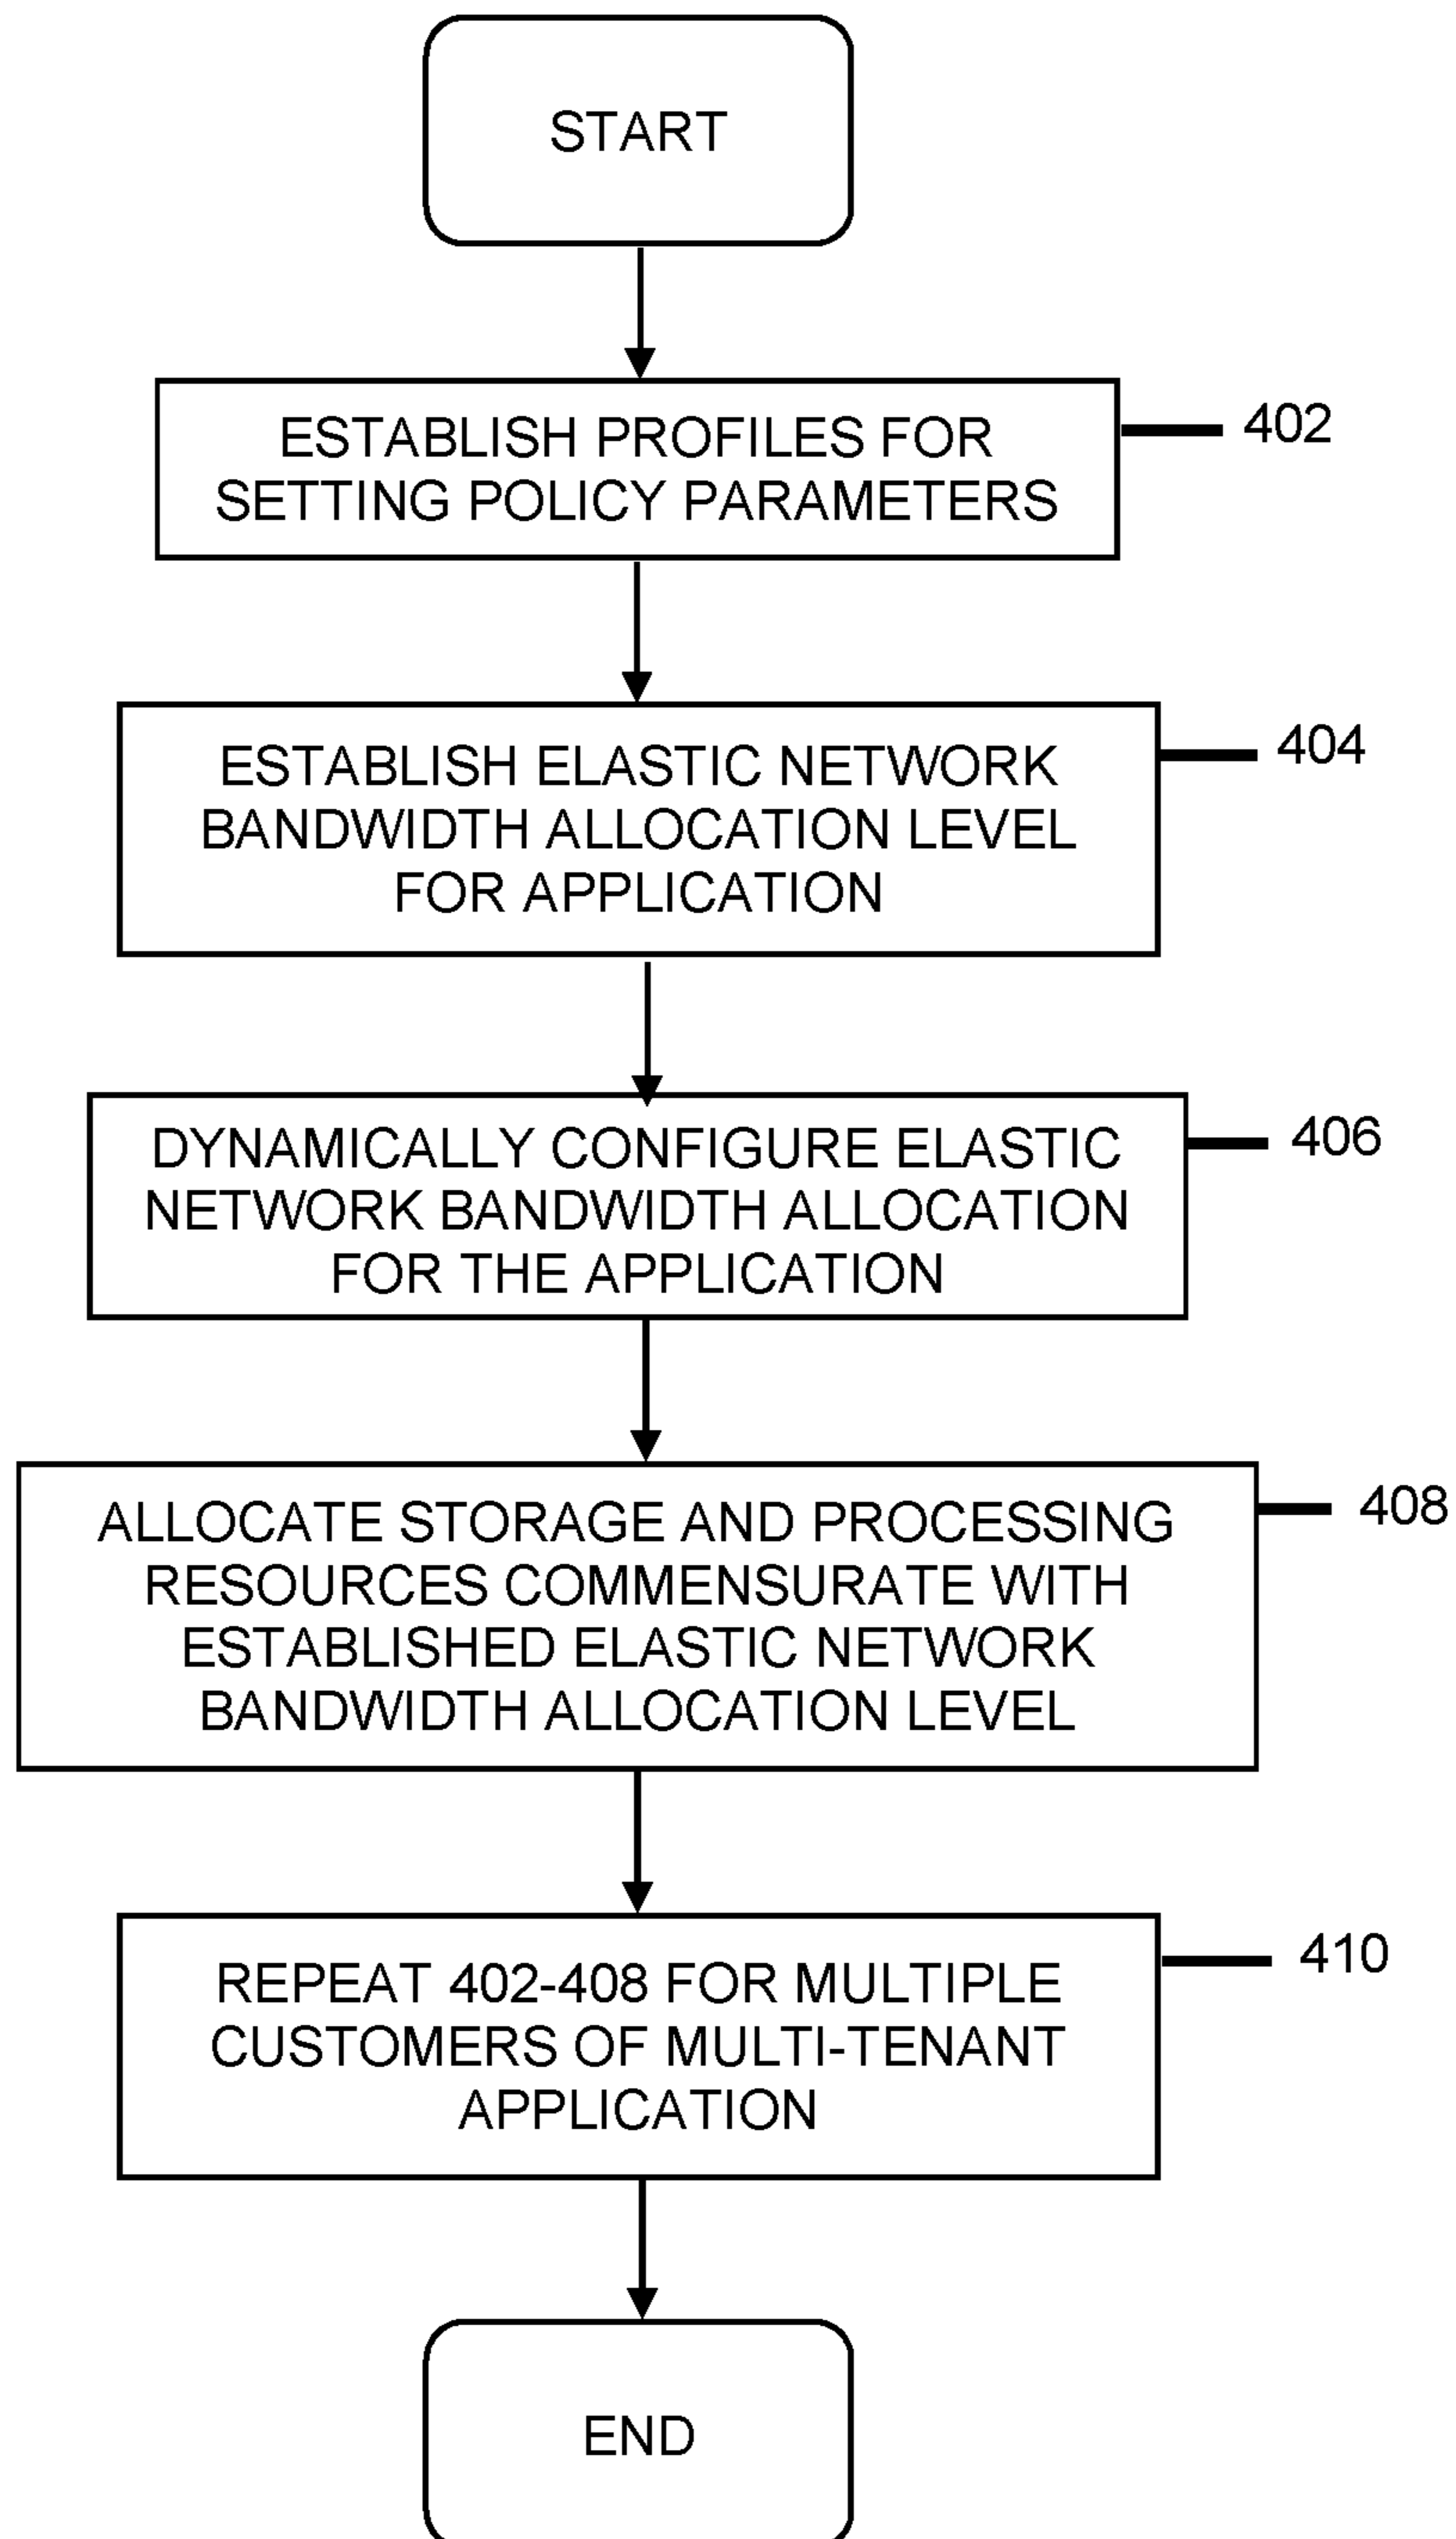 START
ESTABLISH PROFILES FOR
SETTING POLICY PARAMETERS
402
ESTABLISH ELASTIC NETWORK
BANDWIDTH ALLOCATION LEVEL
FOR APPLICATION
404
DYNAMICALLY CONFIGURE ELASTIC
NETWORK BANDWIDTH ALLOCATION
FOR THE APPLICATION
406
ALLOCATE STORAGE AND PROCESSING
RESOURCES COMMENSURATE WITH
ESTABLISHED ELASTIC NETWORK
BANDWIDTH ALLOCATION LEVEL
408
REPEAT 402-408 FOR MULTIPLE
CUSTOMERS OF MULTI-TENANT
APPLICATION
410
END